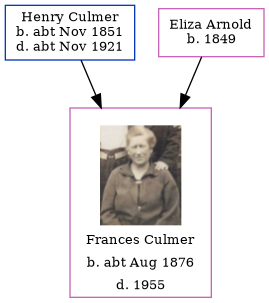 Henry Culmer
b. abt Nov 1851
d. abt Nov 1921
Eliza Arnold
b. 1849
Frances Culmer
b. abt Aug 1876
d. 1955